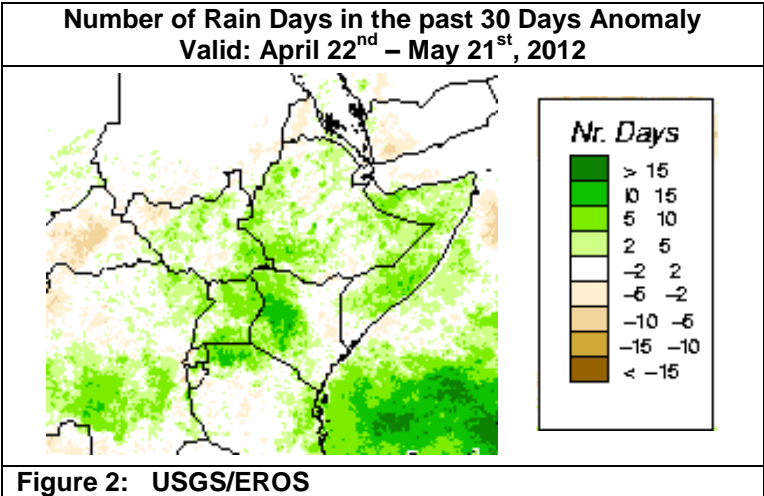 Number of Rain Days in the past 30 Days Anomaly
Valid: April 22nd – May 21st, 2012
Nr. Days
> 15
10 15
5 10
2 5
-2 2
-5 -2
-10 -5
-15 -10
< -15
Figure 2: USGS/EROS